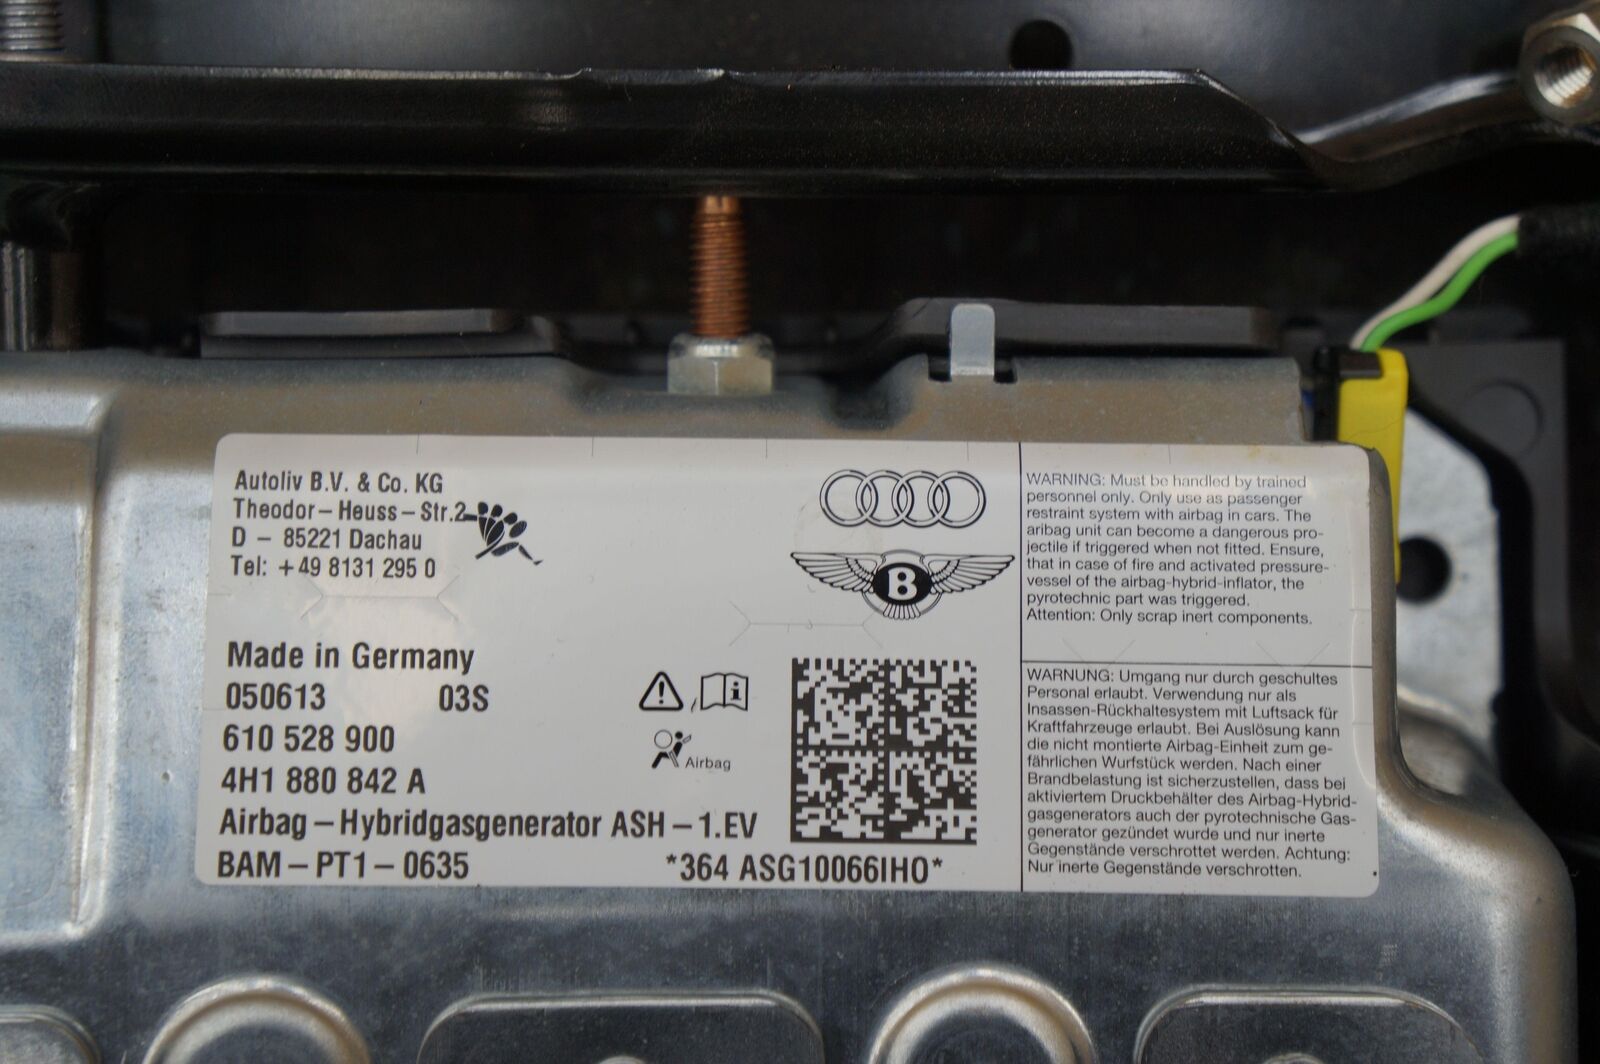 Autoliv B.V. & Co. KG
Theodor-Heuss-Str.2
D - 85221 Dachau
Tel: +49 8131 295 0
B
Made in Germany
050613 03S
610 528 900
4H1 880 842 A
Airbag-Hybridgasgenerator ASH-1.EV
BAM-PT1-0635 *364 ASG10066IHO*
Airbag
WARNING: Must be handled by trained
personnel only. Only use as passenger
restraint system with airbag in cars. The
aribag unit can become a dangerous pro-
jectile if triggered when not fitted. Ensure,
that in case of fire and activated pressure-
vessel of the airbag-hybrid-inflator, the
pyrotechnic part was triggered.
Attention: Only scrap inert components.
WARNUNG: Umgang nur durch geschultes
Personal erlaubt. Verwendung nur als
Insassen-Rückhaltesystem mit Luftsack für
Kraftfahrzeuge erlaubt. Bei Auslösung kann
die nicht montierte Airbag-Einheit zum ge-
fährlichen Wurfstück werden. Nach einer
Brandbelastung ist sicherzustellen, dass bei
aktiviertem Druckbehälter des Airbag-Hybrid-
gasgenerators auch der pyrotechnische Gas-
generator gezündet wurde und nur inerte
Gegenstände verschrottet werden. Achtung:
Nur inerte Gegenstände verschrotten.